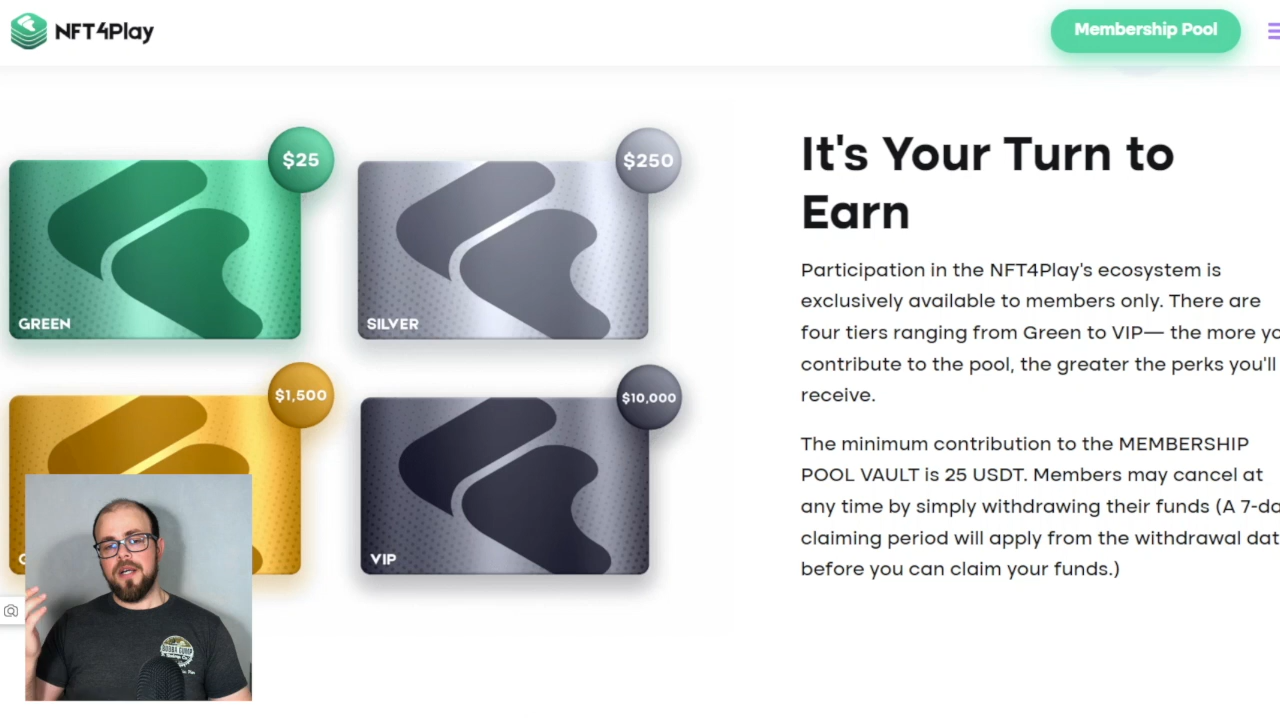 NFT4Play
Membership Pool
$25
$250
GREEN
SILVER
$1,500
$10,000
G
VIP
It's Your Turn to
Earn
Participation in the NFT4Play's ecosystem is
exclusively available to members only. There are
four tiers ranging from Green to VIP— the more yo
contribute to the pool, the greater the perks you'll
receive.
The minimum contribution to the MEMBERSHIP
POOL VAULT is 25 USDT. Members may cancel at
any time by simply withdrawing their funds (A 7-da
claiming period will apply from the withdrawal dat
before you can claim your funds.)
BUBBA GUMP